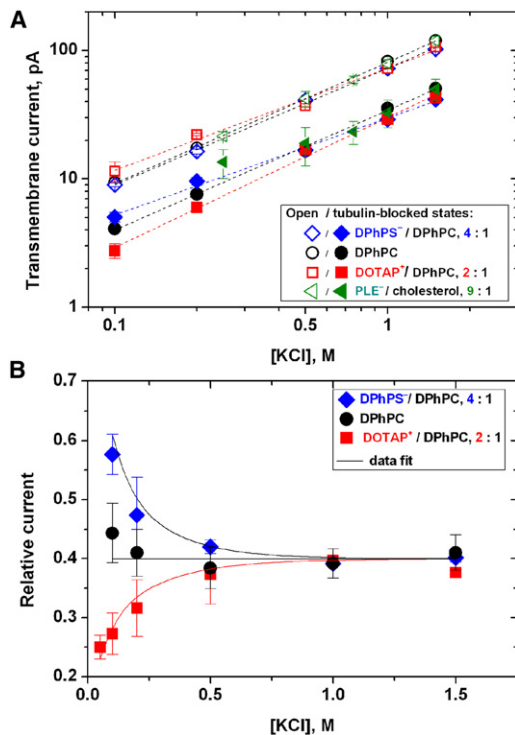 A
Transmembrane current, pA
100
10
1
Open / tubulin-blocked states:
/ DPhPS⁻/ DPhPC, 4 : 1
/ DPhPC
/ DOTAP⁺/ DPhPC, 2 : 1
/ PLE⁻/ cholesterol, 9 : 1
0.1 0.5 1
[KCl], M
B
Relative current
0.7
0.6
0.5
0.4
0.3
0.2
DPhPS⁻/ DPhPC, 4 : 1
DPhPC
DOTAP⁺ / DPhPC, 2 : 1
data fit
0.0 0.5 1.0 1.5
[KCl], M